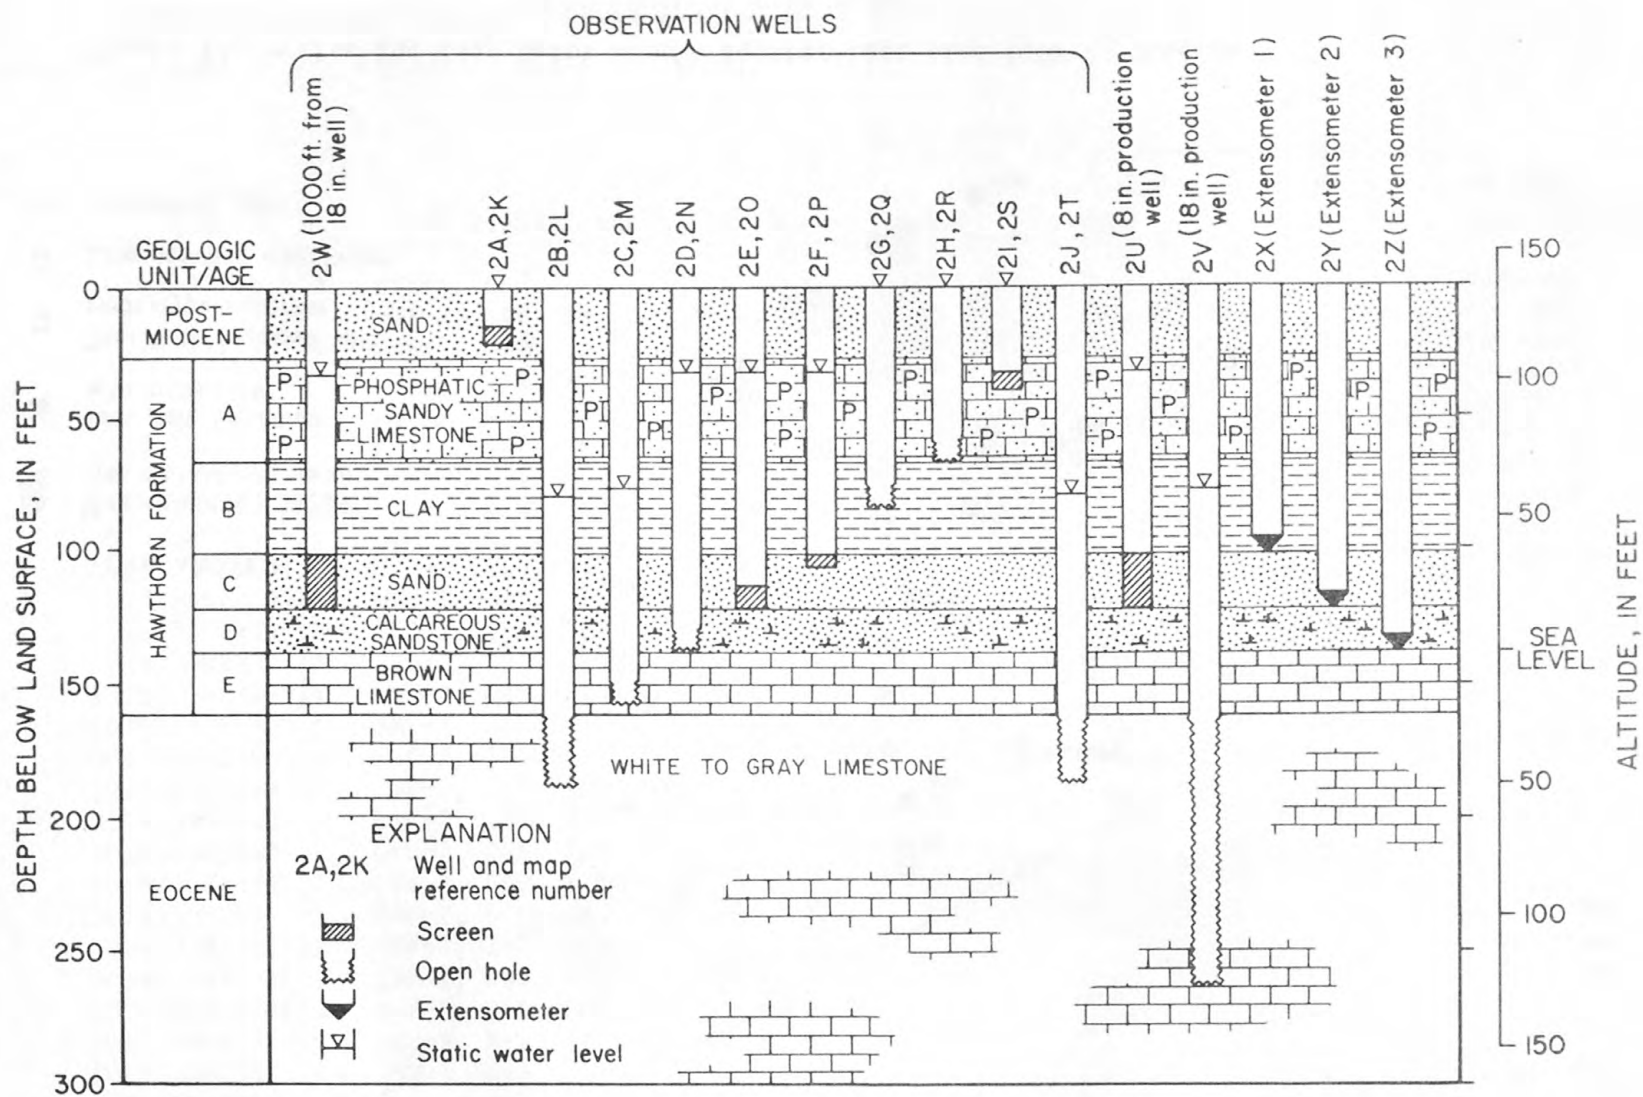 OBSERVATION WELLS
2W (1000 ft. from
18 in. well)
2A, 2K
2B, 2L
2C, 2M
2D, 2N
2E, 2O
2F, 2P
2G, 2Q
2H, 2R
2I, 2S
2J, 2T
2U (8 in. production
well)
2V (18 in. production
well)
2X (Extensometer 1)
2Y (Extensometer 2)
2Z (Extensometer 3)
GEOLOGIC
UNIT/AGE
POST-
MIOCENE
HAWTHORN FORMATION
A
B
C
D
E
EOCENE
DEPTH BELOW LAND SURFACE, IN FEET
0
50
100
150
200
250
300
SAND
PHOSPHATIC
SANDY
LIMESTONE
P P P P P P P P P P P P P P P P P P P P P P
CLAY
SAND
CALCAREOUS
SANDSTONE
BROWN
LIMESTONE
WHITE TO GRAY LIMESTONE
EXPLANATION
2A, 2K Well and map
reference number
Screen
Open hole
Extensometer
Static water level
150
100
50
SEA
LEVEL
50
100
150
ALTITUDE, IN FEET